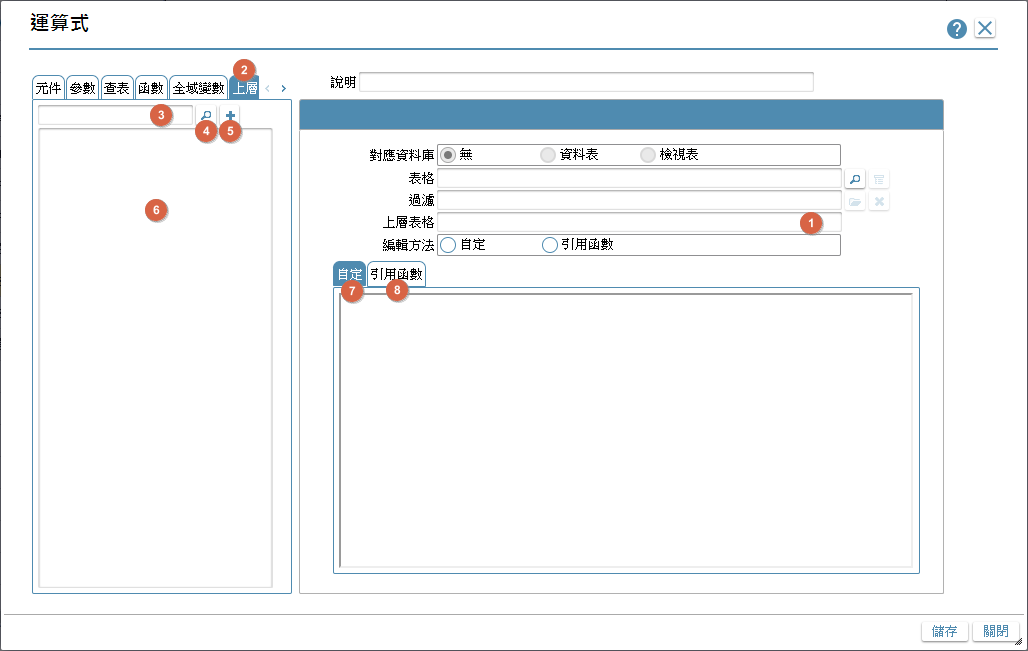 運算式
?
元件 參數 查表 函數 全域變數 上層
2
說明
3
4 5
6
對應資料庫 無 資料表 檢視表
表格
過濾
上層表格 1
編輯方法 自定 引用函數
自定 引用函數
7 8
儲存 關閉